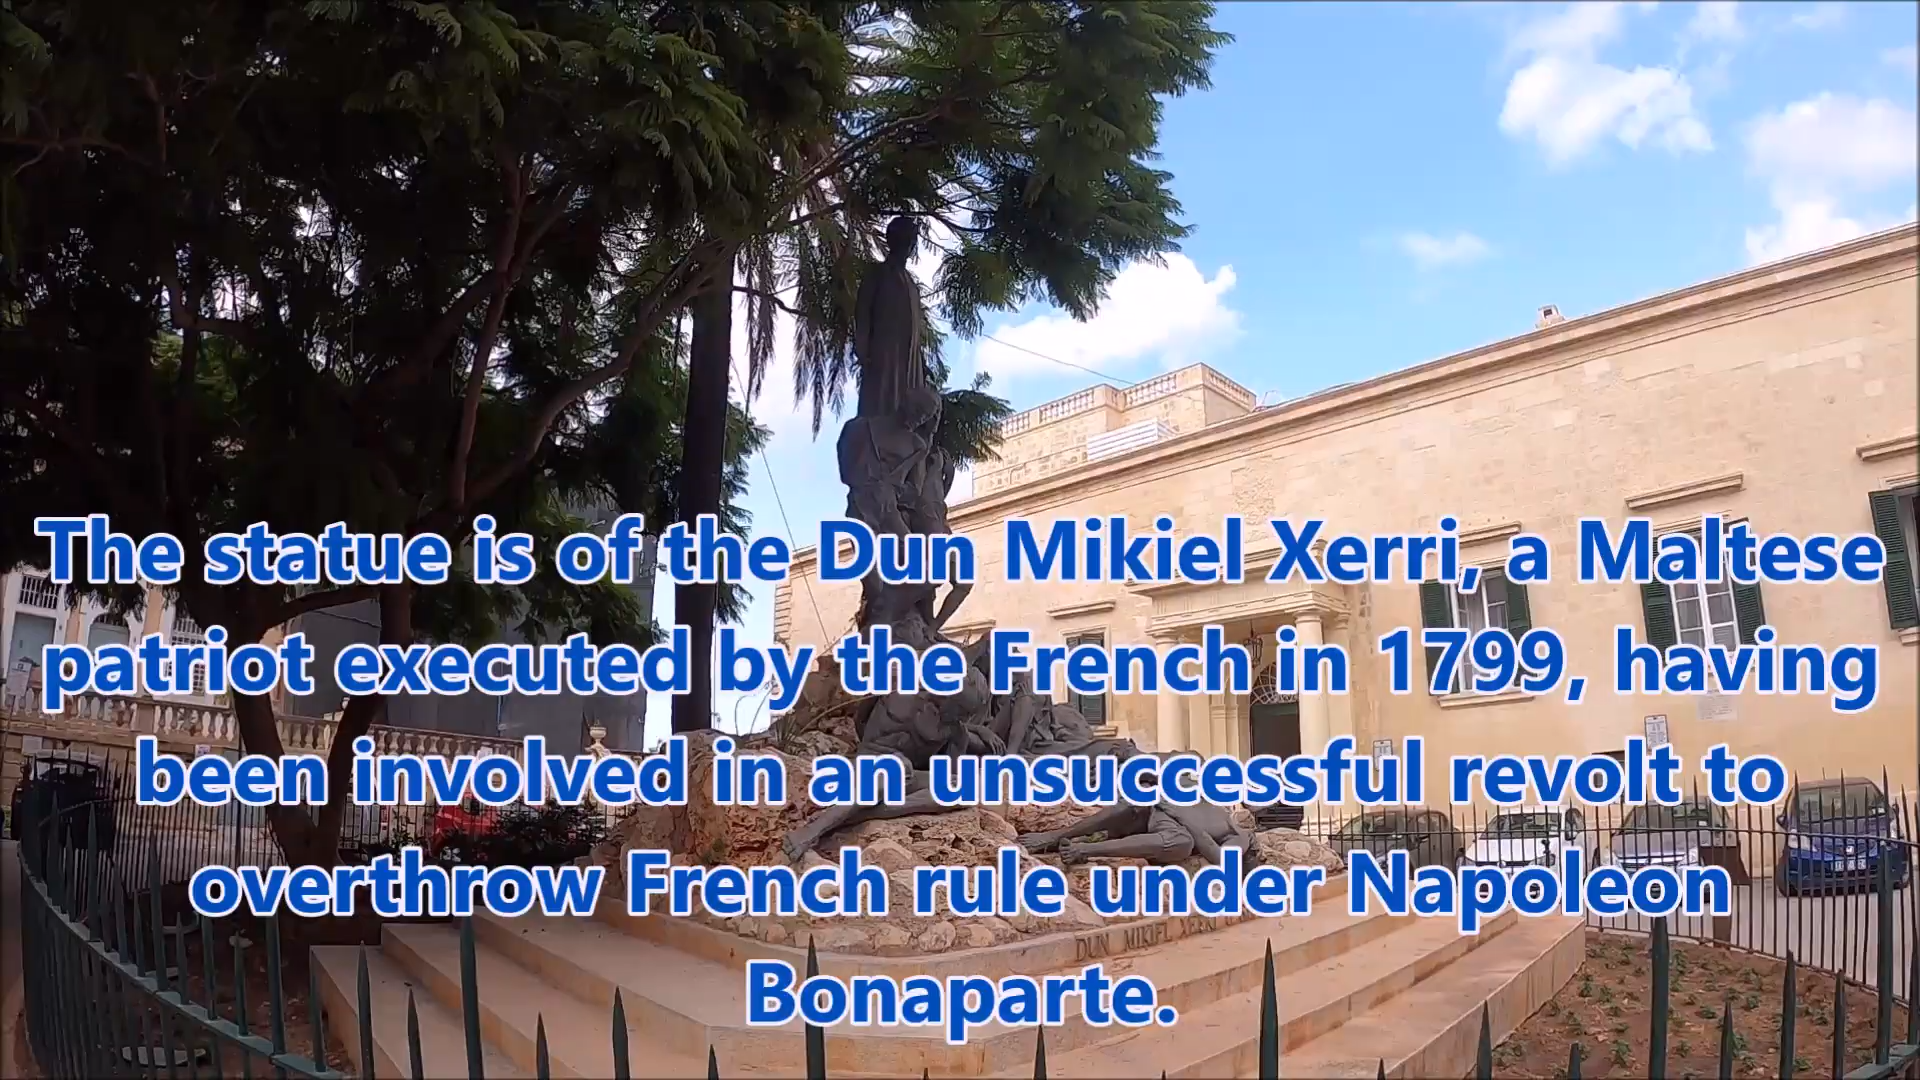 The statue is of the Dun Mikiel Xerri, a Maltese
patriot executed by the French in 1799, having
been involved in an unsuccessful revolt to
overthrow French rule under Napoleon
DUN MIKIEL XERRI
Bonaparte.